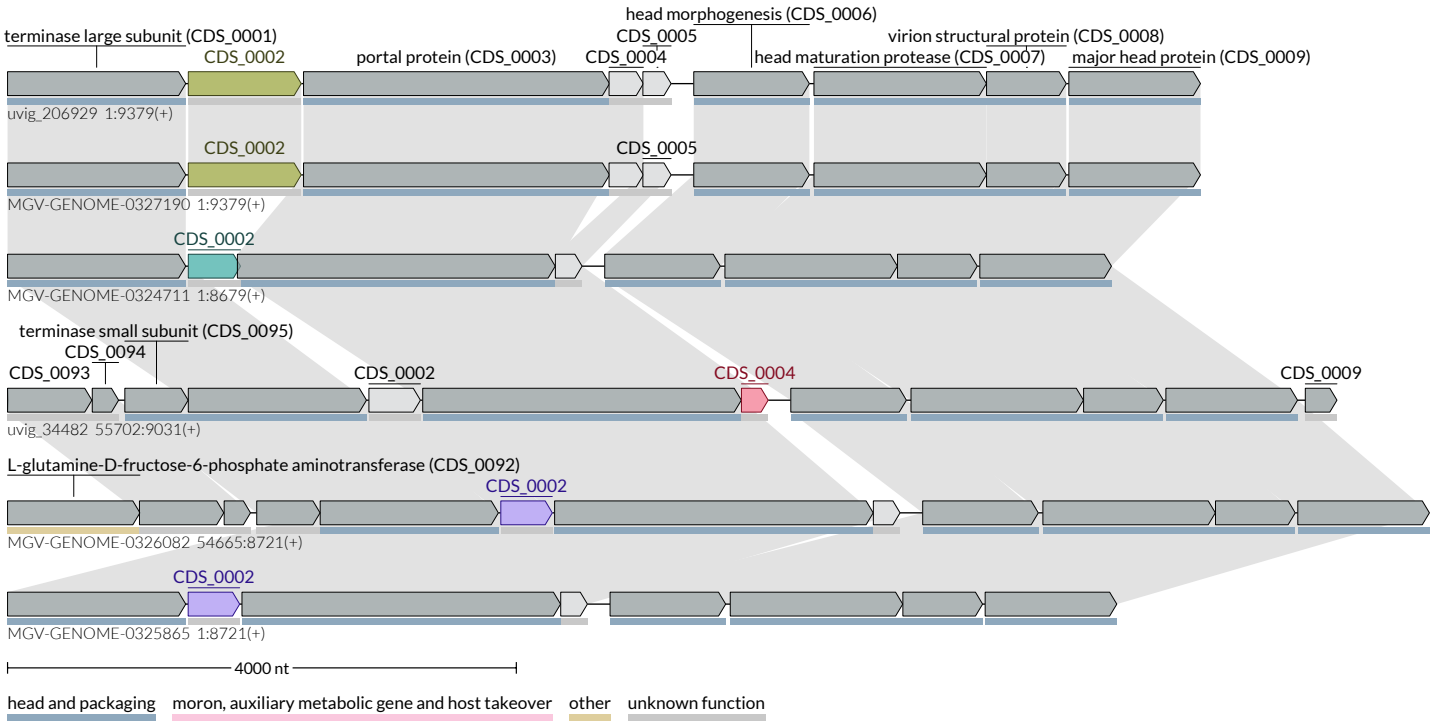 head morphogenesis (CDS_0006)
terminase large subunit (CDS_0001)
CDS_0005
virion structural protein (CDS_0008)
CDS_0002
portal protein (CDS_0003)
CDS_0004
head maturation protease (CDS_0007)
major head protein (CDS_0009)
uvig_206929 1:9379(+)
CDS_0002
CDS_0005
MGV-GENOME-0327190 1:9379(+)
CDS_0002
MGV-GENOME-0324711 1:8679(+)
terminase small subunit (CDS_0095)
CDS_0094
CDS_0093
CDS_0002
CDS_0004
CDS_0009
uvig_34482 55702:9031(+)
L-glutamine-D-fructose-6-phosphate aminotransferase (CDS_0092)
CDS_0002
MGV-GENOME-0326082 54665:8721(+)
CDS_0002
MGV-GENOME-0325865 1:8721(+)
4000 nt
head and packaging
moron, auxiliary metabolic gene and host takeover
other
unknown function